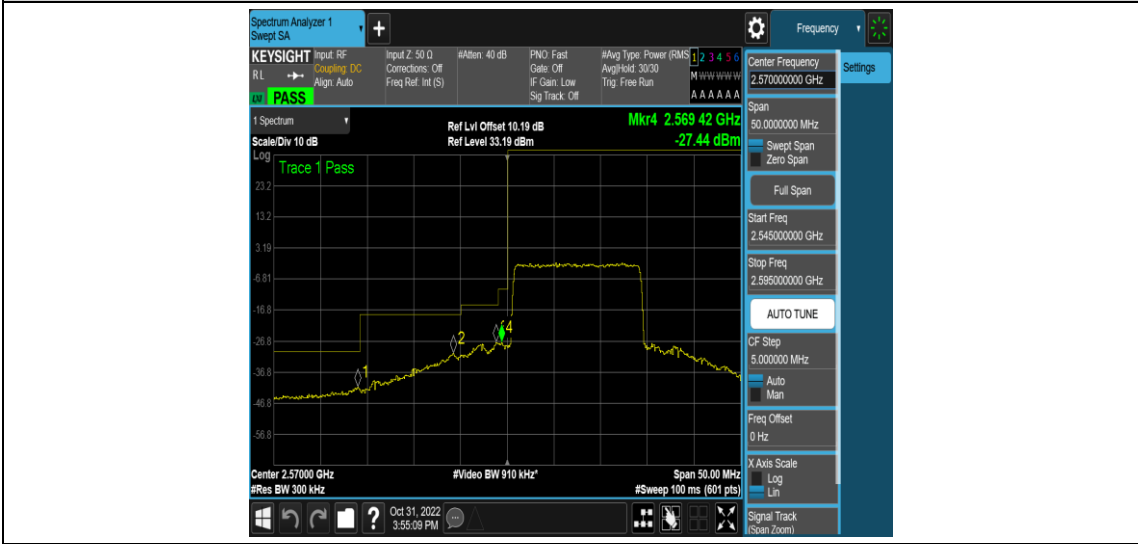 Spectrum Analyzer 1
Swept SA
+
Frequency
KEYSIGHT
RL
PASS
Input: RF
Coupling: DC
Align: Auto
Input Z: 50 Ω
Corrections: Off
Freq Ref: Int (S)
#Atten: 40 dB
PNO: Fast
Gate: Off
IF Gain: Low
Sig Track: Off
#Avg Type: Power (RMS
Avg|Hold: 30/30
Trig: Free Run
1 2 3 4 5 6
M W W W W W
A A A A A A
1 Spectrum
Scale/Div 10 dB
Ref Lvl Offset 10.19 dB
Ref Level 33.19 dBm
Mkr4 2.569 42 GHz
-27.44 dBm
Log
Trace 1 Pass
23.2
13.2
3.19
-6.81
-16.8
-26.8
-36.8
-46.8
-56.8
1
2
4
Center 2.57000 GHz
#Res BW 300 kHz
#Video BW 910 kHz*
Span 50.00 MHz
#Sweep 100 ms (601 pts)
?
Oct 31, 2022
3:55:09 PM
Center Frequency
2.570000000 GHz
Settings
Span
50.0000000 MHz
Swept Span
Zero Span
Full Span
Start Freq
2.545000000 GHz
Stop Freq
2.595000000 GHz
AUTO TUNE
CF Step
5.000000 MHz
Auto
Man
Freq Offset
0 Hz
X Axis Scale
Log
Lin
Signal Track
(Span Zoom)